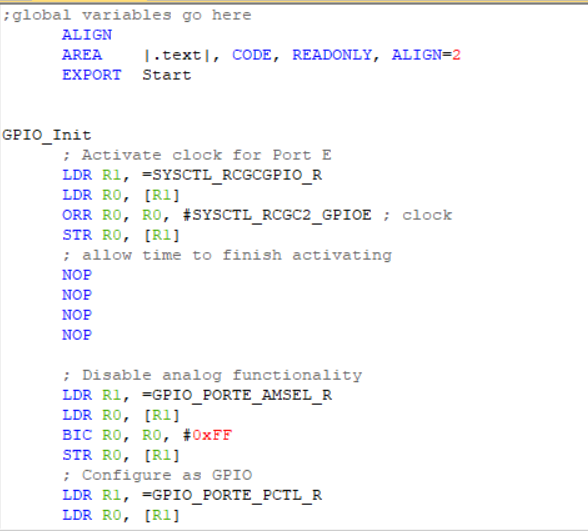 ;global variables go here
ALIGN
AREA |.text|, CODE, READONLY, ALIGN=2
EXPORT Start
GPIO_Init
; Activate clock for Port E
LDR R1, =SYSCTL_RCGCGPIO_R
LDR R0, [R1]
ORR R0, R0, #SYSCTL_RCGC2_GPIOE ; clock
STR R0, [R1]
; allow time to finish activating
NOP
NOP
NOP
NOP
; Disable analog functionality
LDR R1, =GPIO_PORTE_AMSEL_R
LDR R0, [R1]
BIC R0, R0, #0xFF
STR R0, [R1]
; Configure as GPIO
LDR R1, =GPIO_PORTE_PCTL_R
LDR R0, [R1]